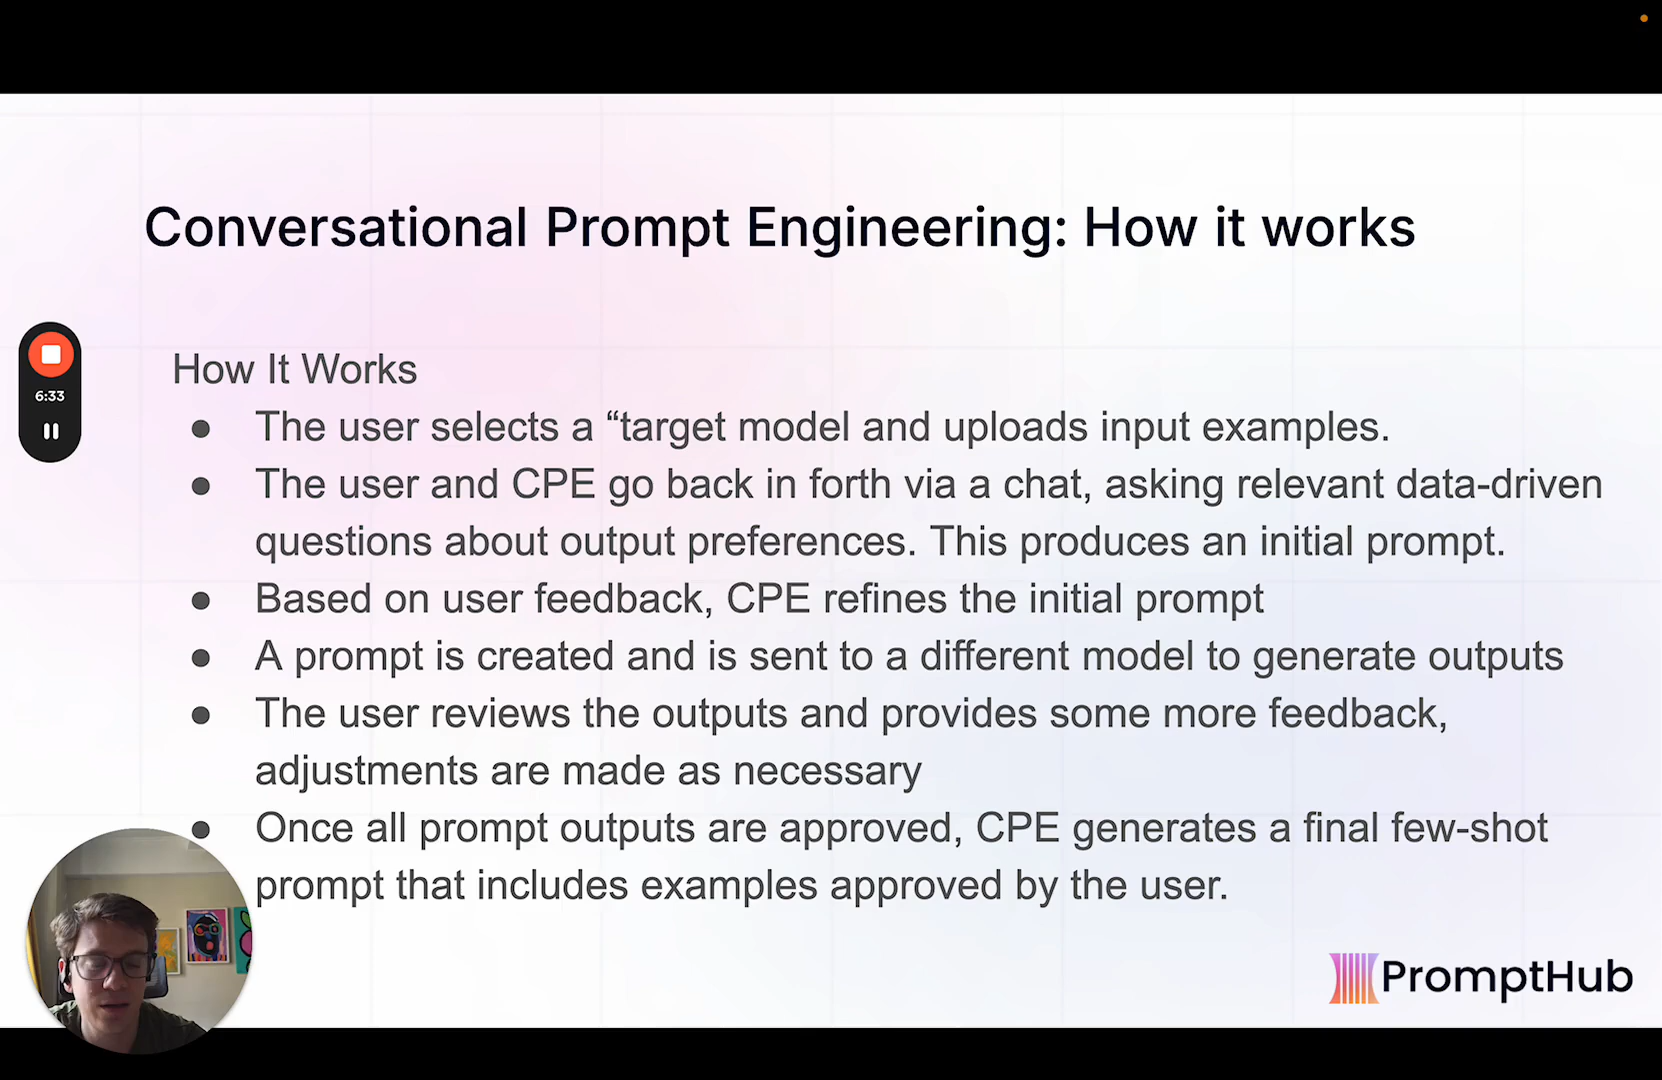 Conversational Prompt Engineering: How it works
6:33
How It Works
● The user selects a “target model and uploads input examples.
● The user and CPE go back in forth via a chat, asking relevant data-driven
questions about output preferences. This produces an initial prompt.
● Based on user feedback, CPE refines the initial prompt
● A prompt is created and is sent to a different model to generate outputs
● The user reviews the outputs and provides some more feedback,
adjustments are made as necessary
● Once all prompt outputs are approved, CPE generates a final few-shot
prompt that includes examples approved by the user.
PromptHub